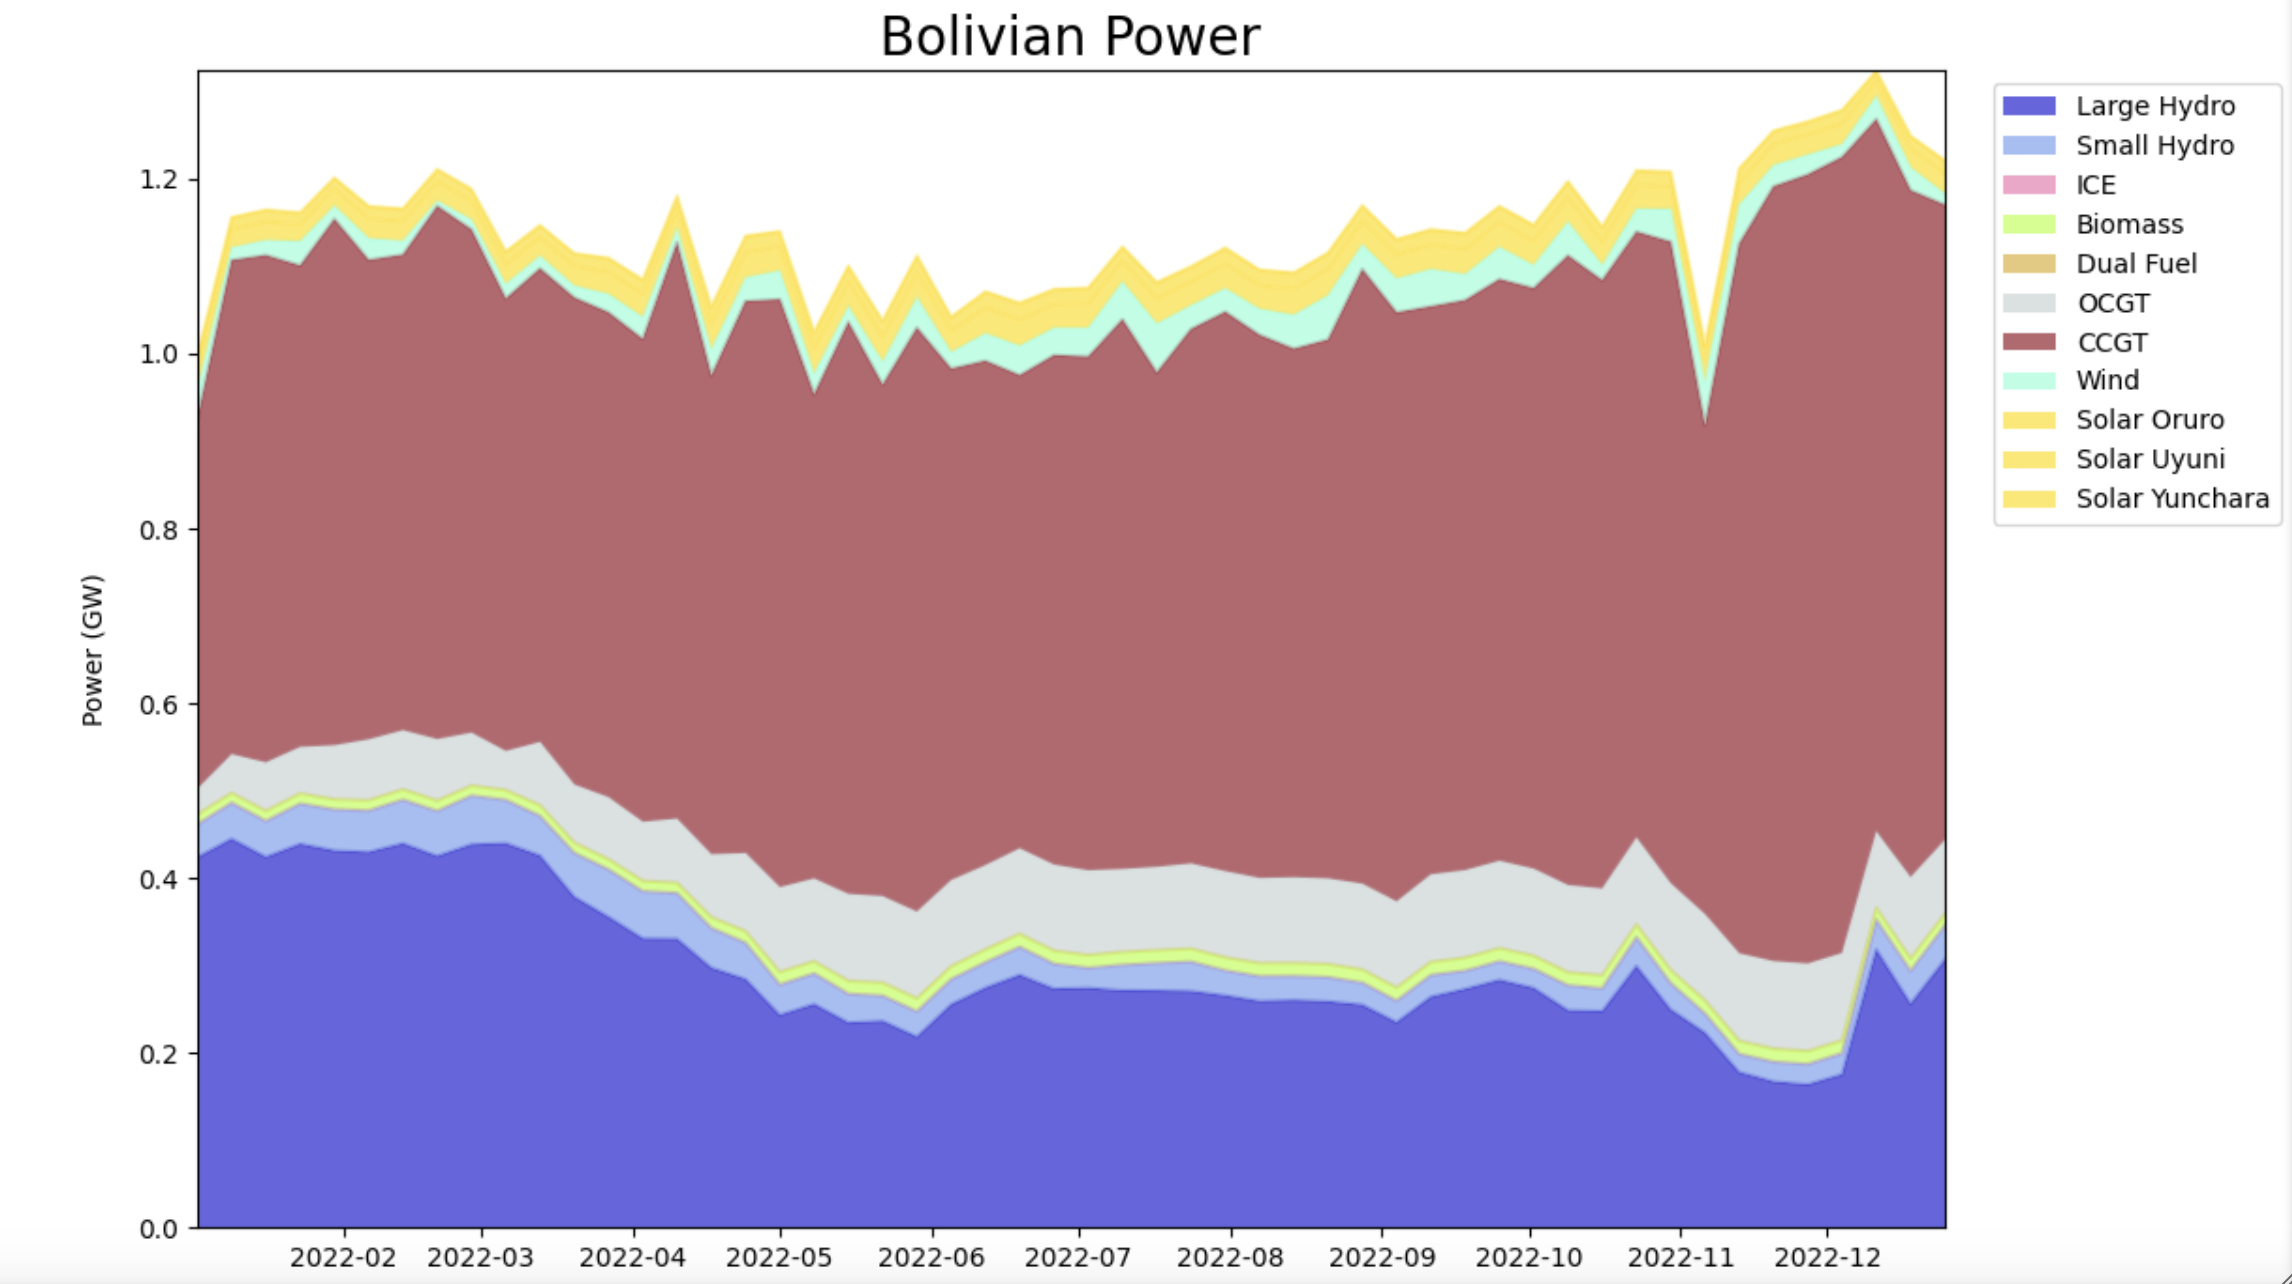 Bolivian Power
Power (GW)
1.2
1.0
0.8
0.6
0.4
0.2
0.0
2022-02
2022-03
2022-04
2022-05
2022-06
2022-07
2022-08
2022-09
2022-10
2022-11
2022-12
Large Hydro
Small Hydro
ICE
Biomass
Dual Fuel
OCGT
CCGT
Wind
Solar Oruro
Solar Uyuni
Solar Yunchara